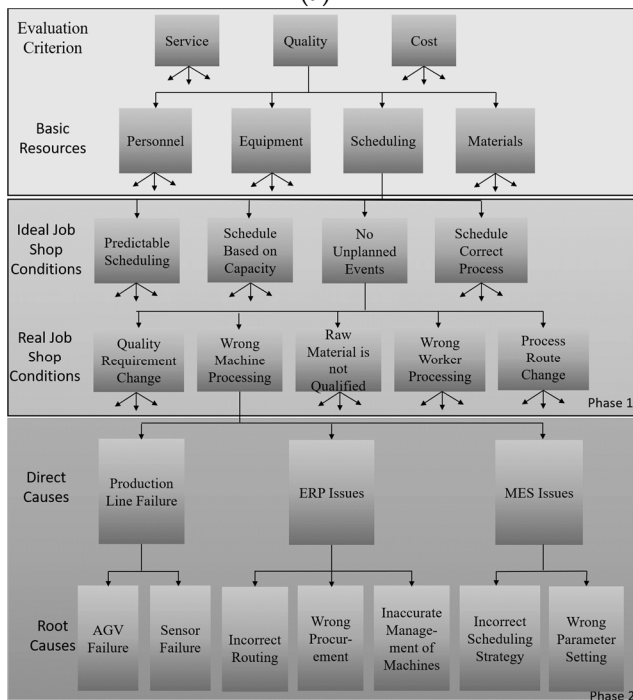 Evaluation
Criterion
Service
Quality
Cost
Basic
Resources
Personnel
Equipment
Scheduling
Materials
Ideal Job
Shop
Conditions
Predictable
Scheduling
Schedule
Based on
Capacity
No
Unplanned
Events
Schedule
Correct
Process
Real Job
Shop
Conditions
Quality
Requirement
Change
Wrong
Machine
Processing
Raw
Material is
not
Qualified
Wrong
Worker
Processing
Process
Route
Change
Phase 1
Direct
Causes
Production
Line Failure
ERP Issues
MES Issues
Root
Causes
AGV
Failure
Sensor
Failure
Incorrect
Routing
Wrong
Procur-
ement
Inaccurate
Manage-
ment of
Machines
Incorrect
Scheduling
Strategy
Wrong
Parameter
Setting
Phase 2